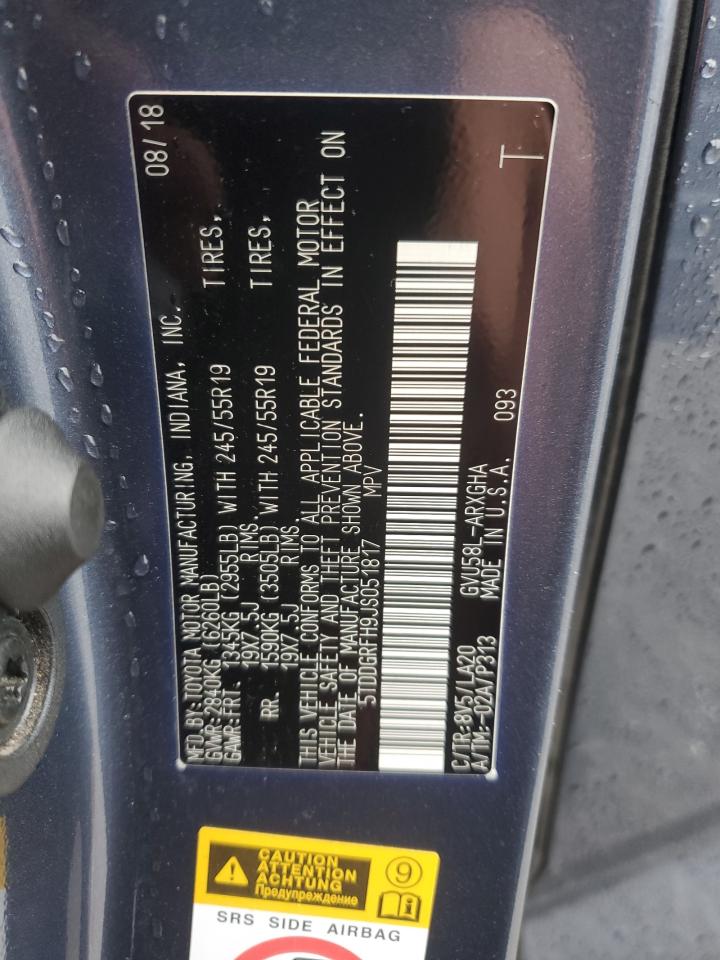 MFD.BY:TOYOTA MOTOR MANUFACTURING, INDIANA, INC. 08/18
GVWR:2840KG (6260LB)
GAWR:FRT. 1345KG (2955LB) WITH 245/55R19 TIRES,
19X7.5J RIMS.
RR. 1590KG (3505LB) WITH 245/55R19 TIRES,
19X7.5J RIMS.
THIS VEHICLE CONFORMS TO ALL APPLICABLE FEDERAL MOTOR
VEHICLE SAFETY AND THEFT PREVENTION STANDARDS IN EFFECT ON
THE DATE OF MANUFACTURE SHOWN ABOVE.
5TDDGRFH9JS051817 MPV
C/TR:8V5/LA20 GVU58L-ARXGHA
A/TM:-02A/P313 MADE IN U.S.A. 093 T
CAUTION
ATTENTION
ACHTUNG
Предупреждение
9
SRS SIDE AIRBAG